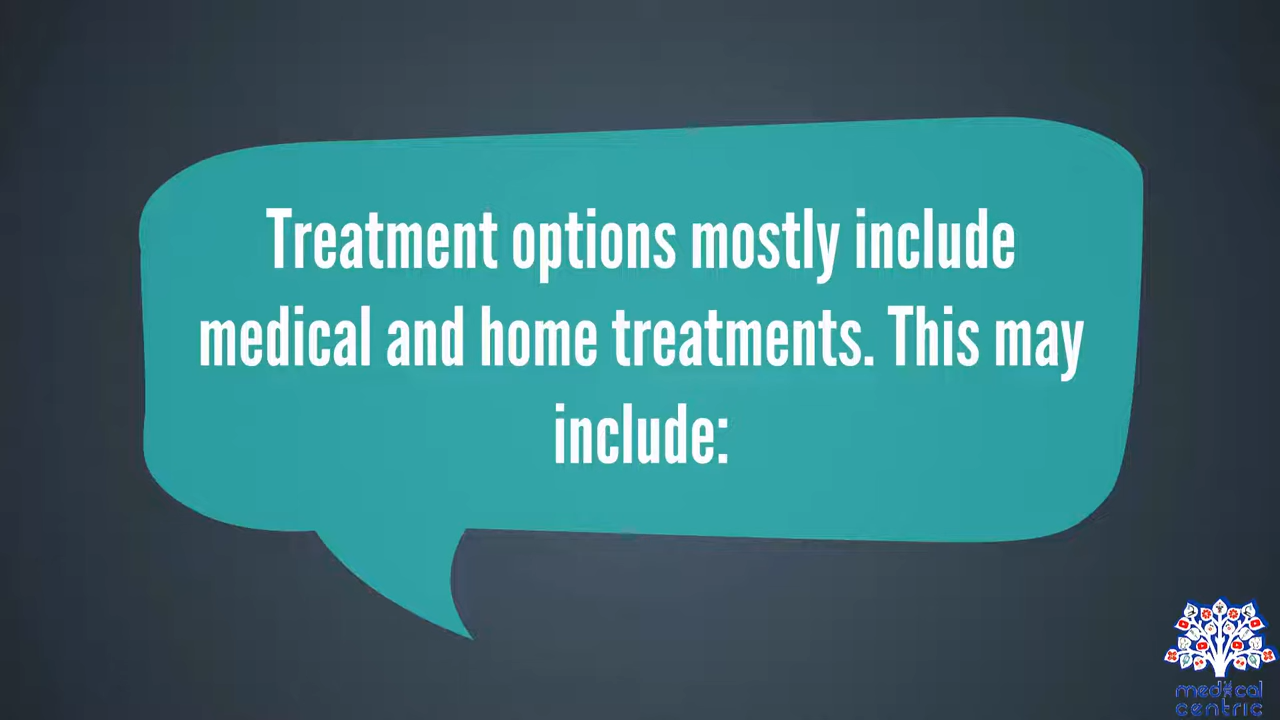 Treatment options mostly include
medical and home treatments. This may
include:
medical
centric